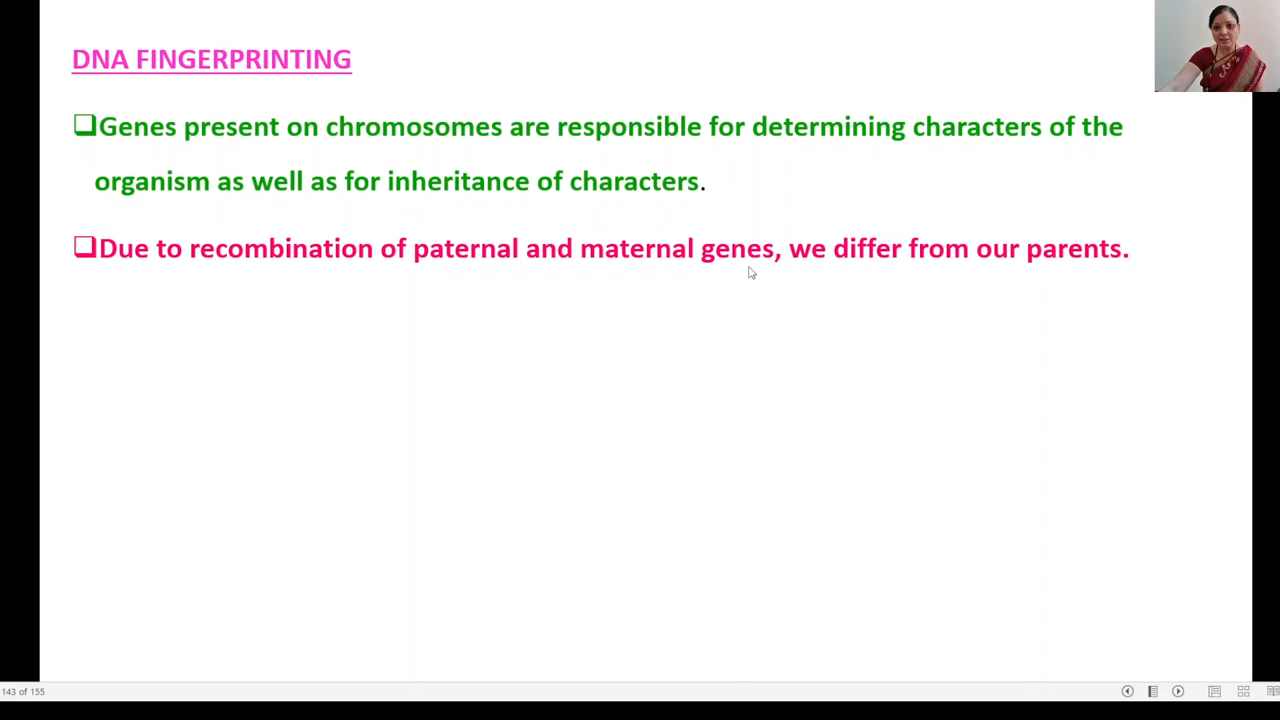 DNA FINGERPRINTING
❑Genes present on chromosomes are responsible for determining characters of the
organism as well as for inheritance of characters.
❑Due to recombination of paternal and maternal genes, we differ from our parents.
143 of 155